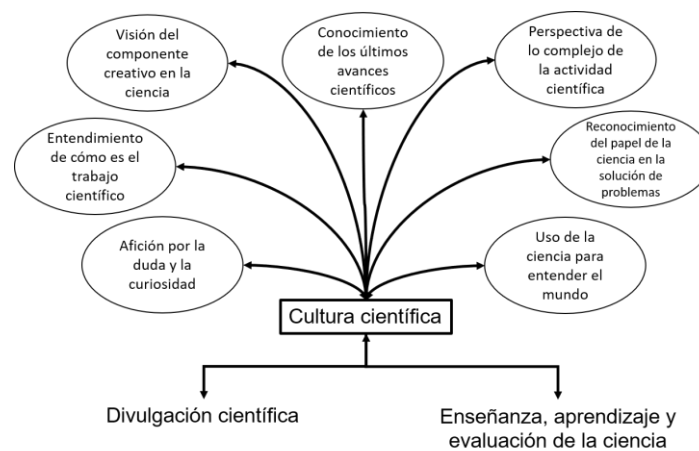 Visión del
componente
creativo en la
ciencia
Conocimiento
de los últimos
avances
científicos
Perspectiva de
lo complejo de
la actividad
científica
Entendimiento
de cómo es el
trabajo
científico
Reconocimiento
del papel de la
ciencia en la
solución de
problemas
Afición por la
duda y la
curiosidad
Uso de la
ciencia para
entender el
mundo
Cultura científica
Divulgación científica
Enseñanza, aprendizaje y
evaluación de la ciencia